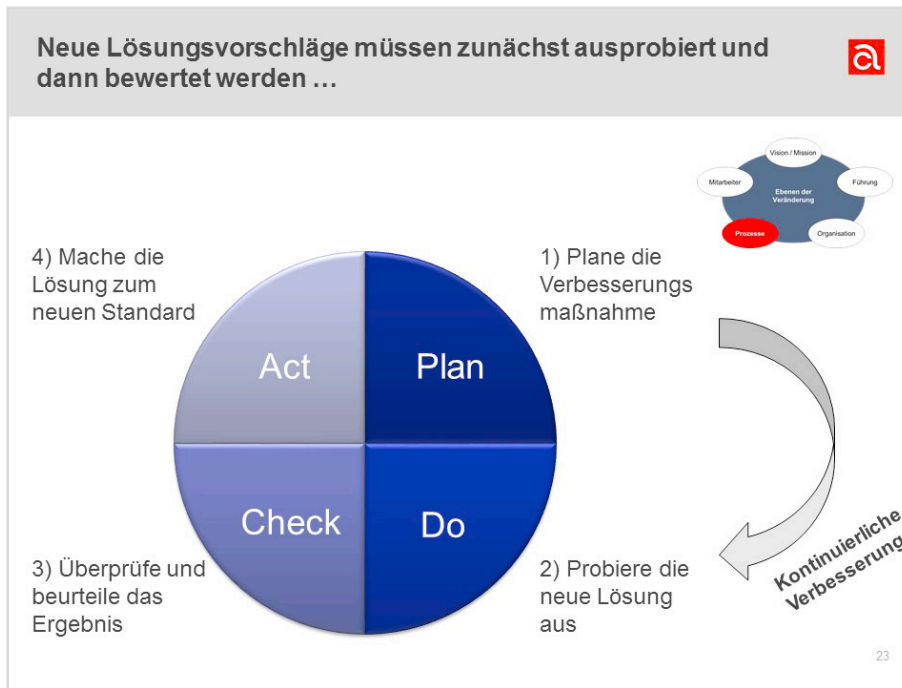 Neue Lösungsvorschläge müssen zunächst ausprobiert und
dann bewertet werden ...
Vision / Mission
Mitarbeiter
Führung
Ebenen der
Veränderung
Prozesse
Organisation
4) Mache die
Lösung zum
neuen Standard
1) Plane die
Verbesserungs
maßnahme
Act
Plan
Check
Do
3) Überprüfe und
beurteile das
Ergebnis
2) Probiere die
neue Lösung
aus
Kontinuierliche
Verbesserung
23